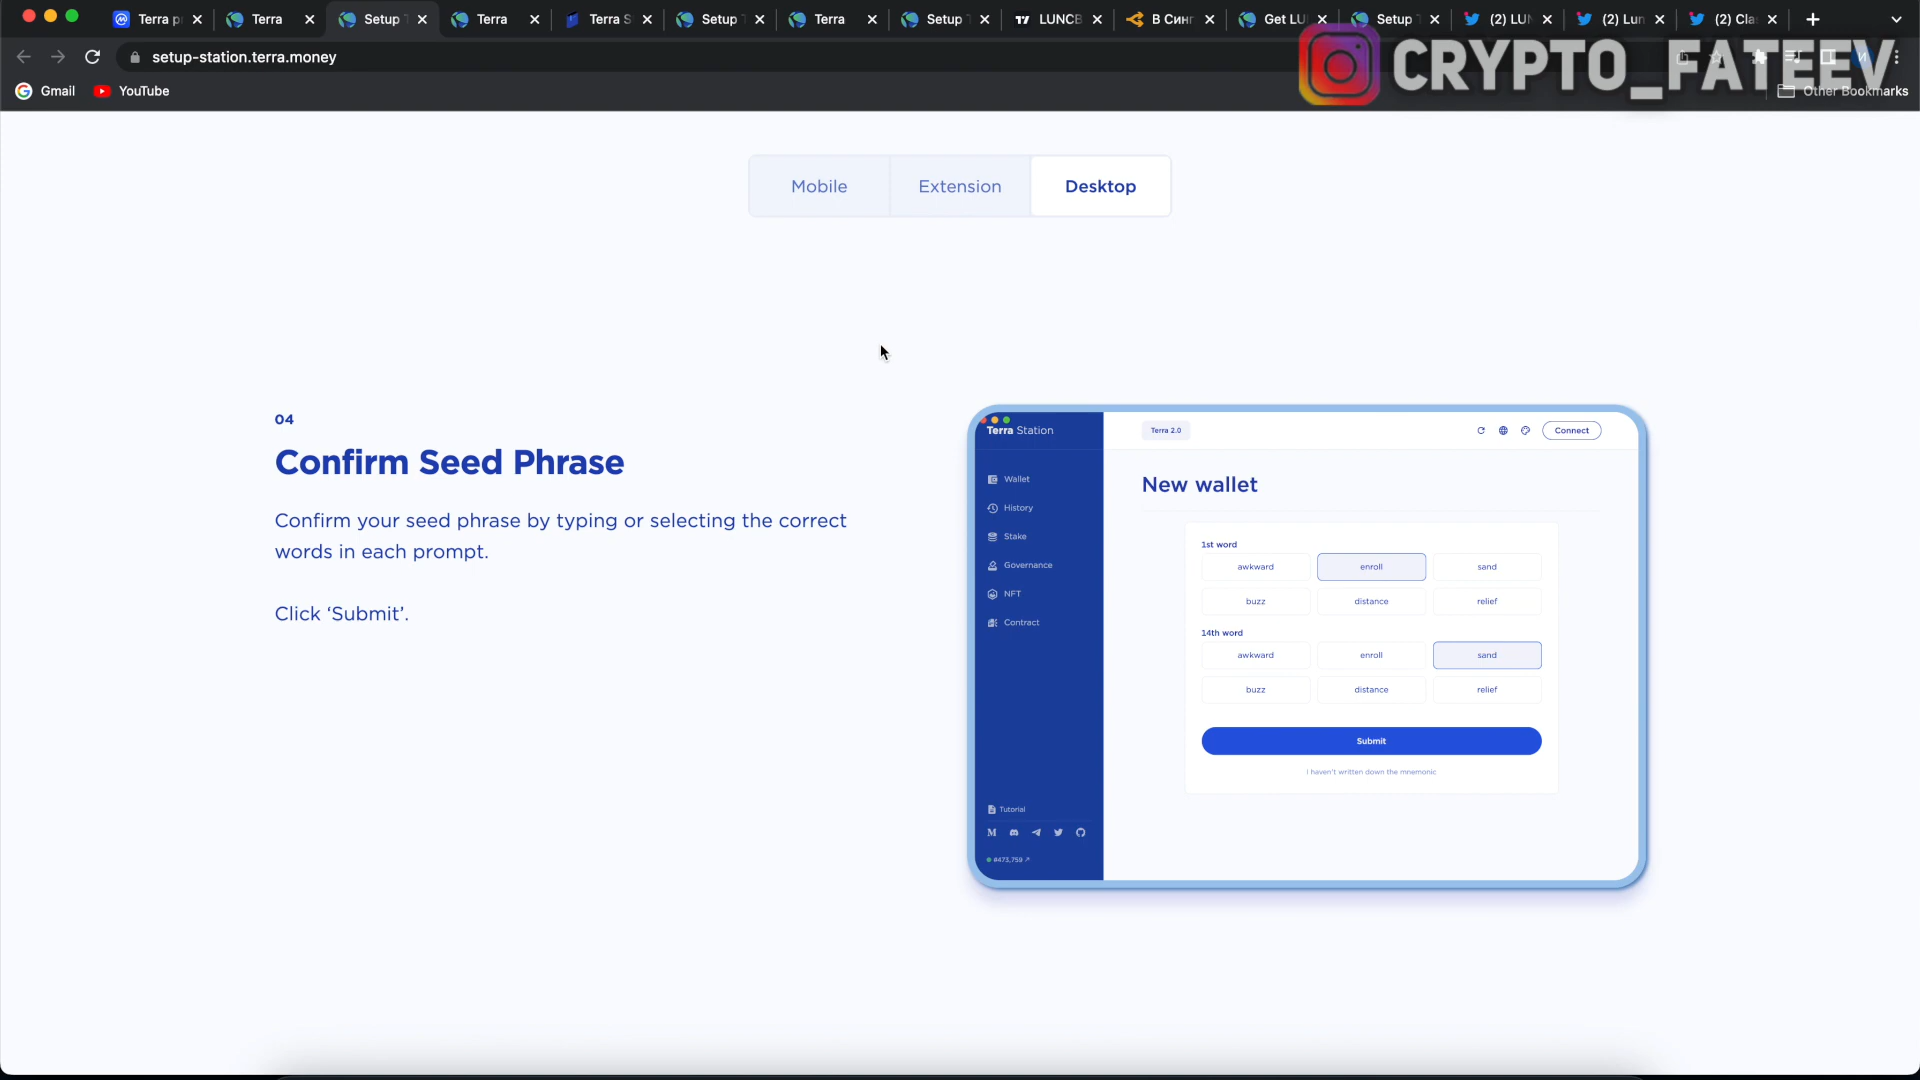 Terra p
Terra
Setup T
Terra
Terra S
Setup T
Terra
Setup T
LUNCB
В Синг
Get LU
Setup T
(2) LUN
(2) Lun
(2) Cla
setup-station.terra.money
CRYPTO_FATEEV
Gmail
YouTube
Other Bookmarks
Mobile
Extension
Desktop
04
Confirm Seed Phrase
Confirm your seed phrase by typing or selecting the correct
words in each prompt.
Click ‘Submit’.
Terra Station
Terra 2.0
Connect
Wallet
History
Stake
Governance
NFT
Contract
Tutorial
#473,759
New wallet
1st word
awkward
enroll
sand
buzz
distance
relief
14th word
awkward
enroll
sand
buzz
distance
relief
Submit
I haven't written down the mnemonic